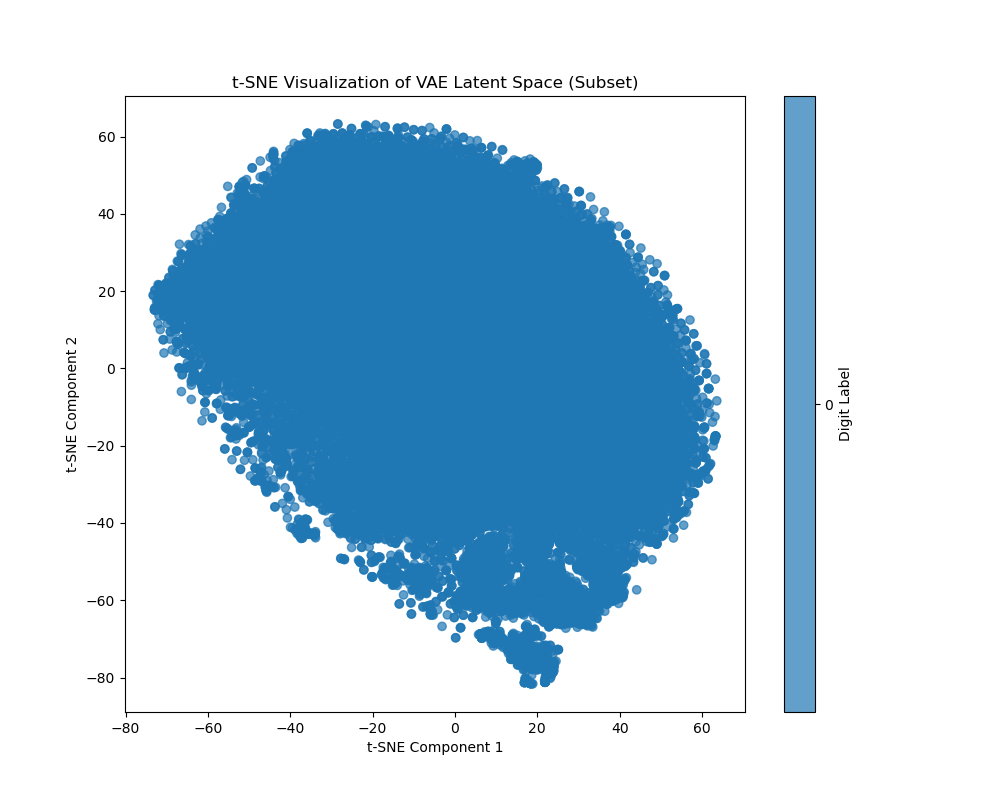 t-SNE Visualization of VAE Latent Space (Subset)
60
40
20
0
−20
−40
−60
−80
t-SNE Component 2
−80 −60 −40 −20 0 20 40 60
t-SNE Component 1
0
Digit Label